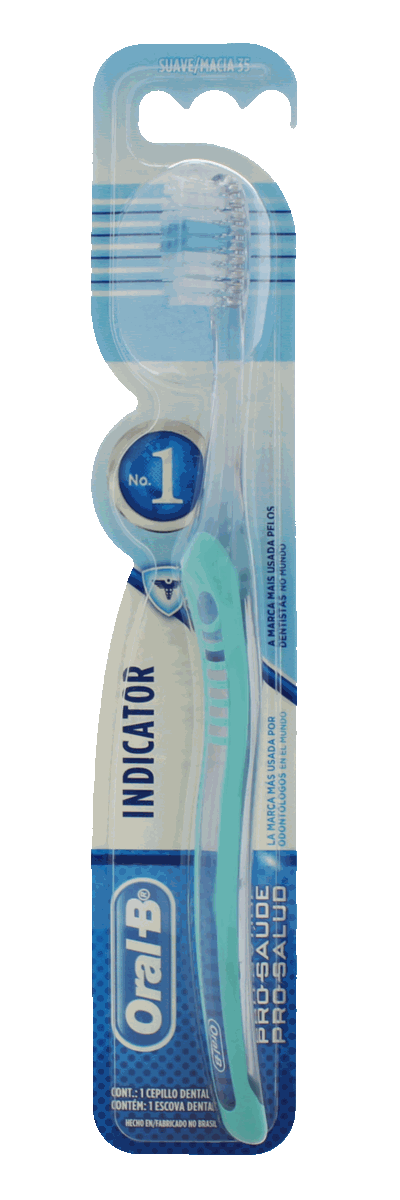 SUAVE/MACIA 35
No.1
A MARCA MAIS USADA PELOS
DENTISTAS NO MUNDO
INDICATOR
LA MARCA MÁS USADA POR
ODONTÓLOGOS EN EL MUNDO
Oral-B®
PRO-SAÚDE
PRO-SALUD
Oral-B
CONT.: 1 CEPILLO DENTAL
CONTÉM: 1 ESCOVA DENTAL
HECHO EN/FABRICADO NO BRASIL